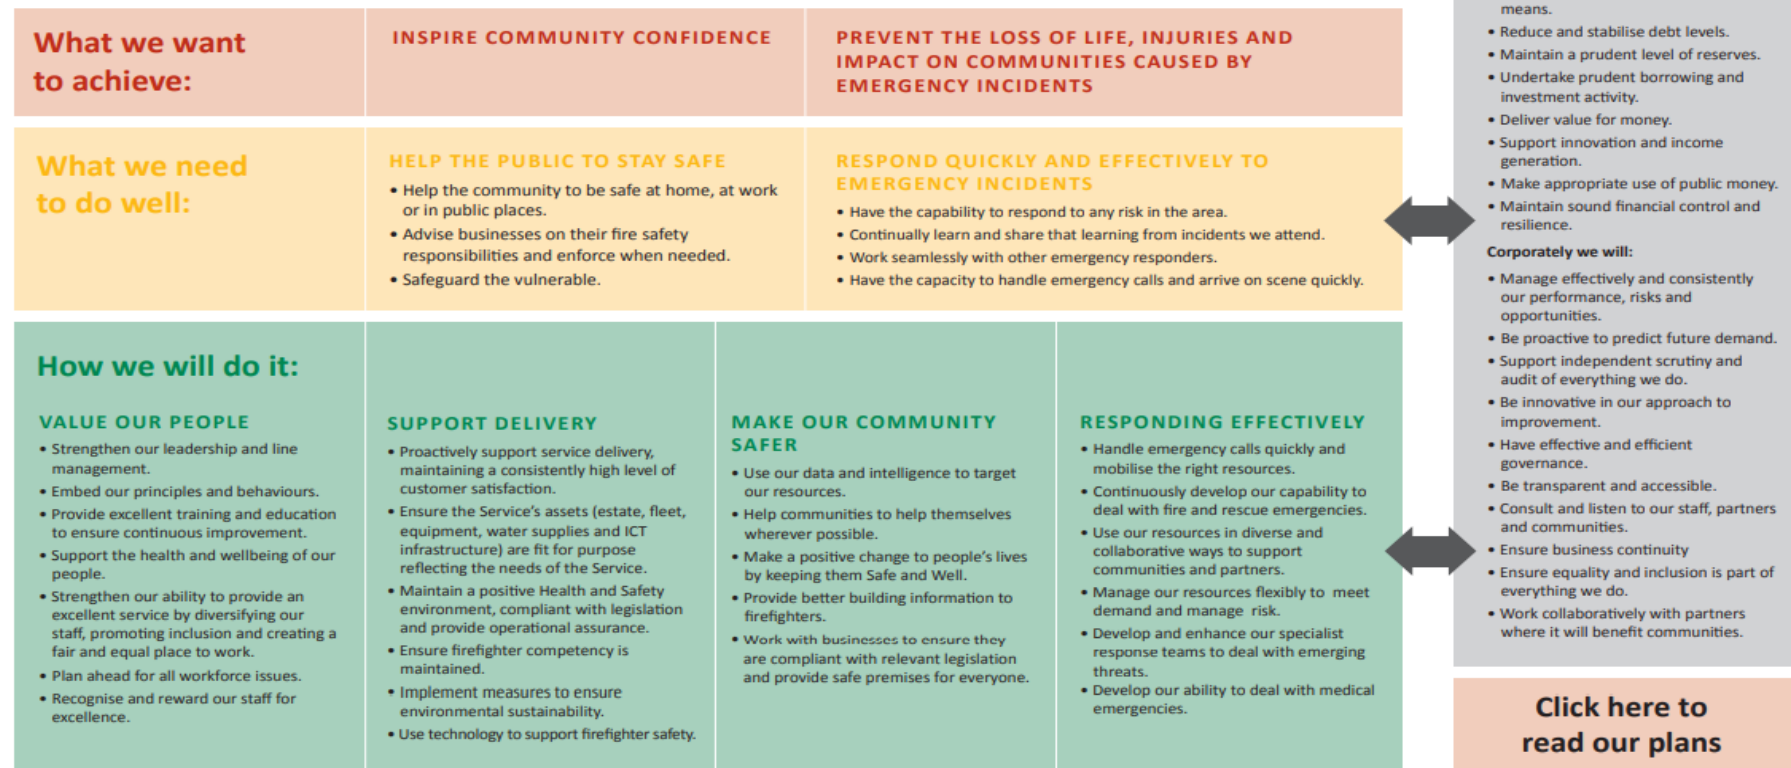 What we want
to achieve:
INSPIRE COMMUNITY CONFIDENCE
PREVENT THE LOSS OF LIFE, INJURIES AND
IMPACT ON COMMUNITIES CAUSED BY
EMERGENCY INCIDENTS
What we need
to do well:
HELP THE PUBLIC TO STAY SAFE
• Help the community to be safe at home, at work
or in public places.
• Advise businesses on their fire safety
responsibilities and enforce when needed.
• Safeguard the vulnerable.
RESPOND QUICKLY AND EFFECTIVELY TO
EMERGENCY INCIDENTS
• Have the capability to respond to any risk in the area.
• Continually learn and share that learning from incidents we attend.
• Work seamlessly with other emergency responders.
• Have the capacity to handle emergency calls and arrive on scene quickly.
How we will do it:
VALUE OUR PEOPLE
• Strengthen our leadership and line
management.
• Embed our principles and behaviours.
• Provide excellent training and education
to ensure continuous improvement.
• Support the health and wellbeing of our
people.
• Strengthen our ability to provide an
excellent service by diversifying our
staff, promoting inclusion and creating a
fair and equal place to work.
• Plan ahead for all workforce issues.
• Recognise and reward our staff for
excellence.
SUPPORT DELIVERY
• Proactively support service delivery,
maintaining a consistently high level of
customer satisfaction.
• Ensure the Service's assets (estate, fleet,
equipment, water supplies and ICT
infrastructure) are fit for purpose
reflecting the needs of the Service.
• Maintain a positive Health and Safety
environment, compliant with legislation
and provide operational assurance.
• Ensure firefighter competency is
maintained.
• Implement measures to ensure
environmental sustainability.
• Use technology to support firefighter safety.
MAKE OUR COMMUNITY
SAFER
• Use our data and intelligence to target
our resources.
• Help communities to help themselves
wherever possible.
• Make a positive change to people's lives
by keeping them Safe and Well.
• Provide better building information to
firefighters.
• Work with businesses to ensure they
are compliant with relevant legislation
and provide safe premises for everyone.
RESPONDING EFFECTIVELY
• Handle emergency calls quickly and
mobilise the right resources.
• Continuously develop our capability to
deal with fire and rescue emergencies.
• Use our resources in diverse and
collaborative ways to support
communities and partners.
• Manage our resources flexibly to meet
demand and manage risk.
• Develop and enhance our specialist
response teams to deal with emerging
threats.
• Develop our ability to deal with medical
emergencies.
means.
• Reduce and stabilise debt levels.
• Maintain a prudent level of reserves.
• Undertake prudent borrowing and
investment activity.
• Deliver value for money.
• Support innovation and income
generation.
• Make appropriate use of public money.
• Maintain sound financial control and
resilience.
Corporately we will:
• Manage effectively and consistently
our performance, risks and
opportunities.
• Be proactive to predict future demand.
• Support independent scrutiny and
audit of everything we do.
• Be innovative in our approach to
improvement.
• Have effective and efficient
governance.
• Be transparent and accessible.
• Consult and listen to our staff, partners
and communities.
• Ensure business continuity
• Ensure equality and inclusion is part of
everything we do.
• Work collaboratively with partners
where it will benefit communities.
Click here to
read our plans